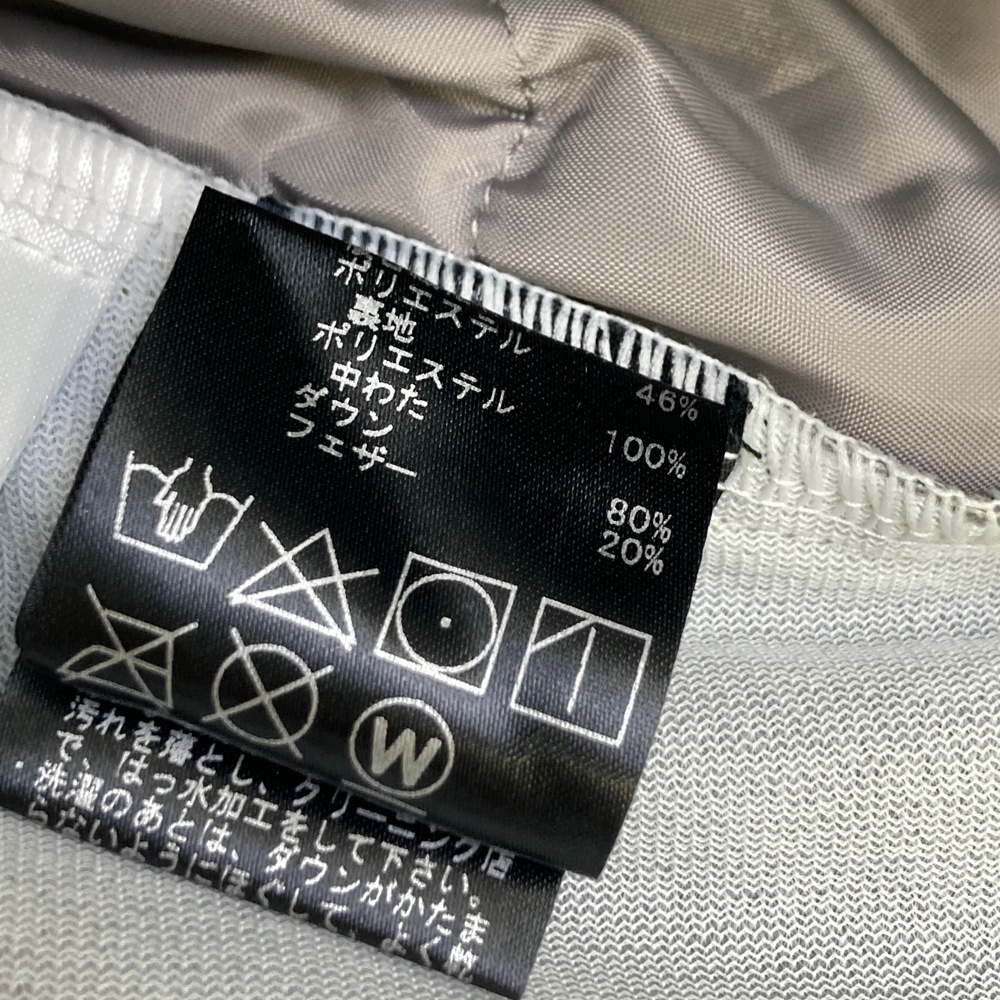 ポリエステル 46%
裏地
ポリエステル 100%
中わた
ダウン 80%
フェザー 20%
W
汚れを落とし、クリーニング店
で、はっ水加工をして下さい。
・洗濯のあとは、ダウンがかたま
らないようにほぐして、よく乾